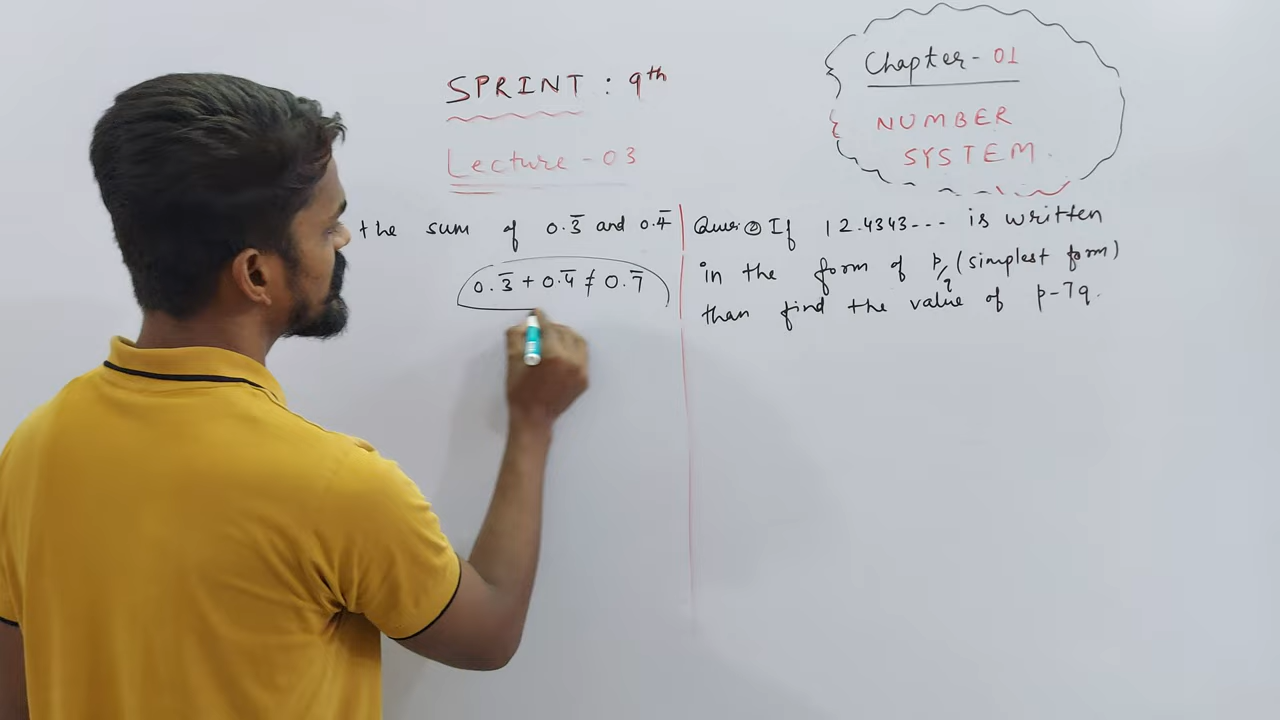 SPRINT : 9th
Lecture - 03
Chapter - 01
NUMBER
SYSTEM.
the sum of 0.3̅ and 0.4̅
0.3̅ + 0.4̅ ≠ 0.7̅
Ques ② If 12.4343--- is written
in the form of p/q (simplest form)
than find the value of p-7q.